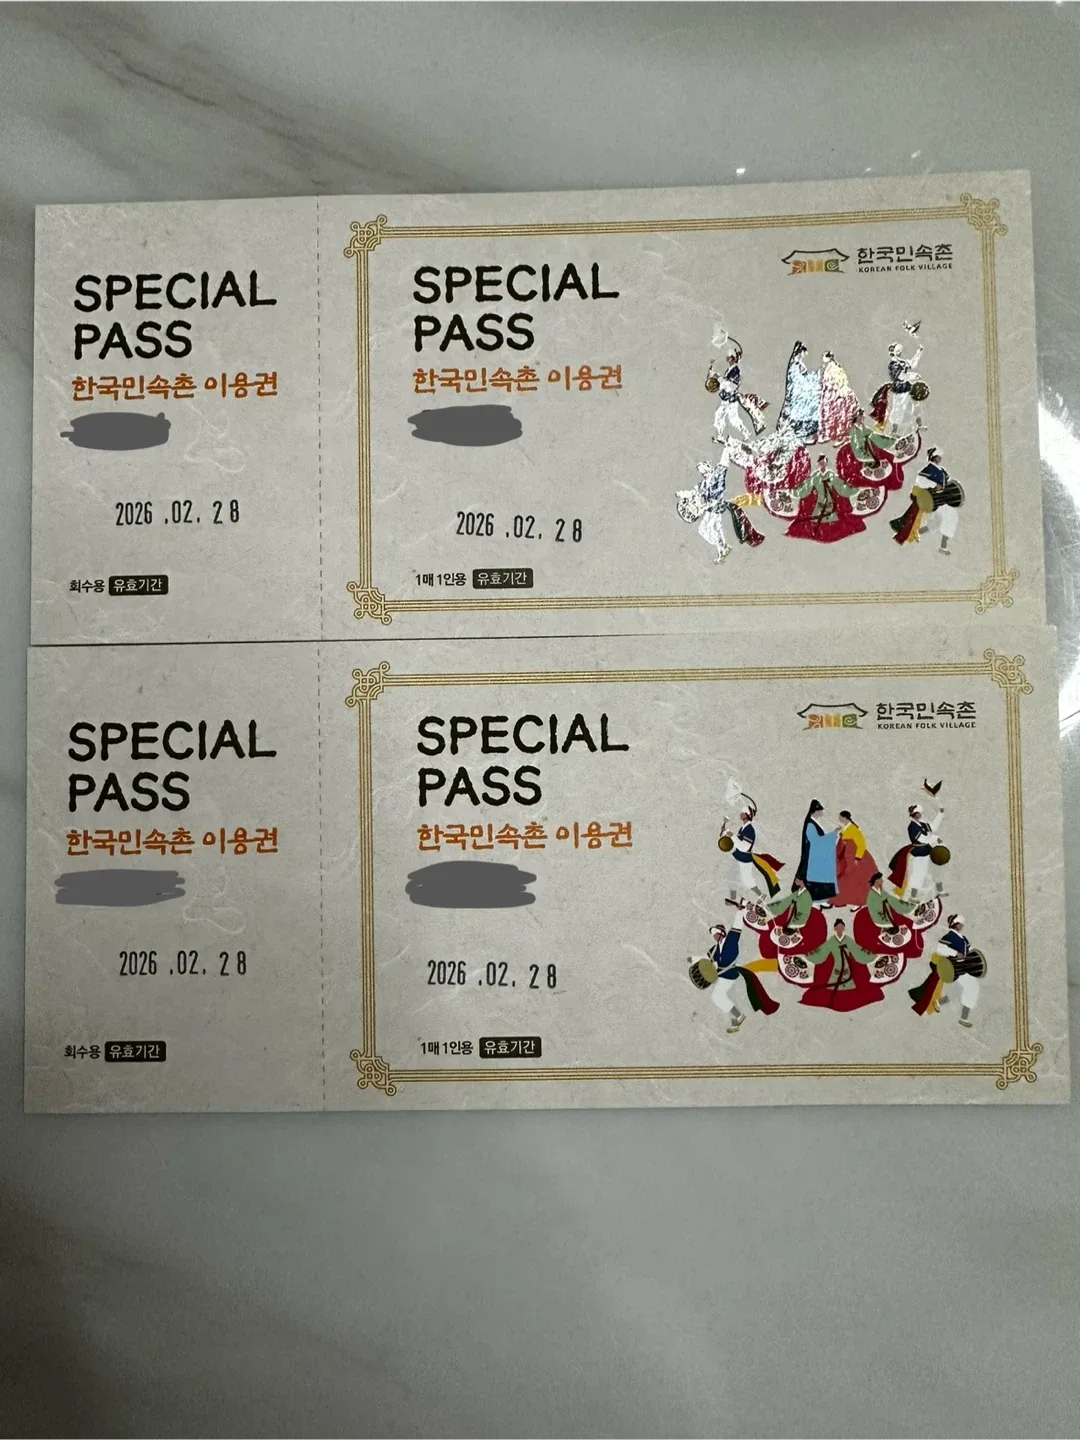 SPECIAL
PASS
한국민속촌 이용권
2026 .02. 28
회수용 유효기간
SPECIAL
PASS
한국민속촌 이용권
2026 .02. 28
1매 1인용 유효기간
한국민속촌
KOREAN FOLK VILLAGE
SPECIAL
PASS
한국민속촌 이용권
2026 .02. 28
회수용 유효기간
SPECIAL
PASS
한국민속촌 이용권
2026 .02. 28
1매 1인용 유효기간
한국민속촌
KOREAN FOLK VILLAGE